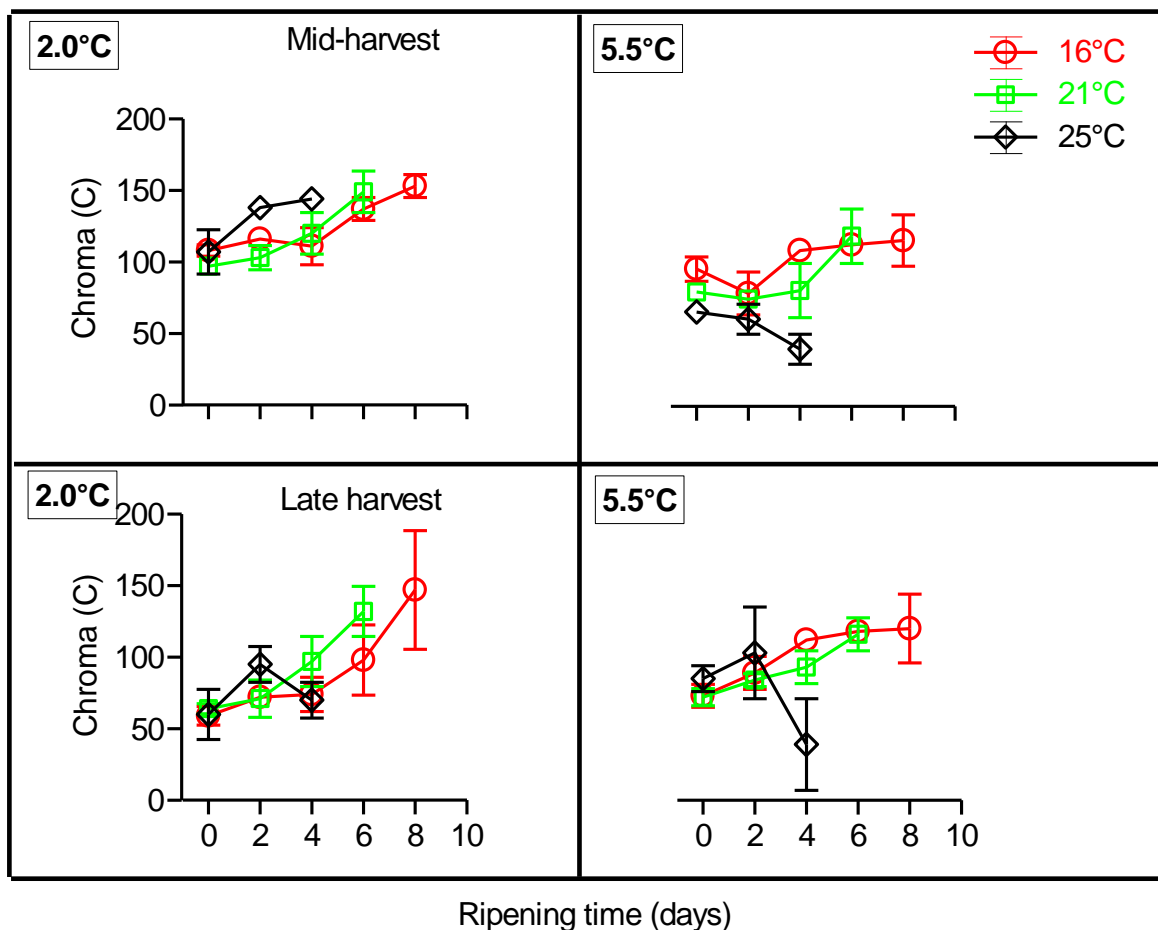 2.0°C
Mid-harvest
5.5°C
16°C
21°C
25°C
200
150
100
50
0
Chroma (C)
2.0°C
Late harvest
5.5°C
200
150
100
50
0
Chroma (C)
0 2 4 6 8 10
0 2 4 6 8 10
Ripening time (days)